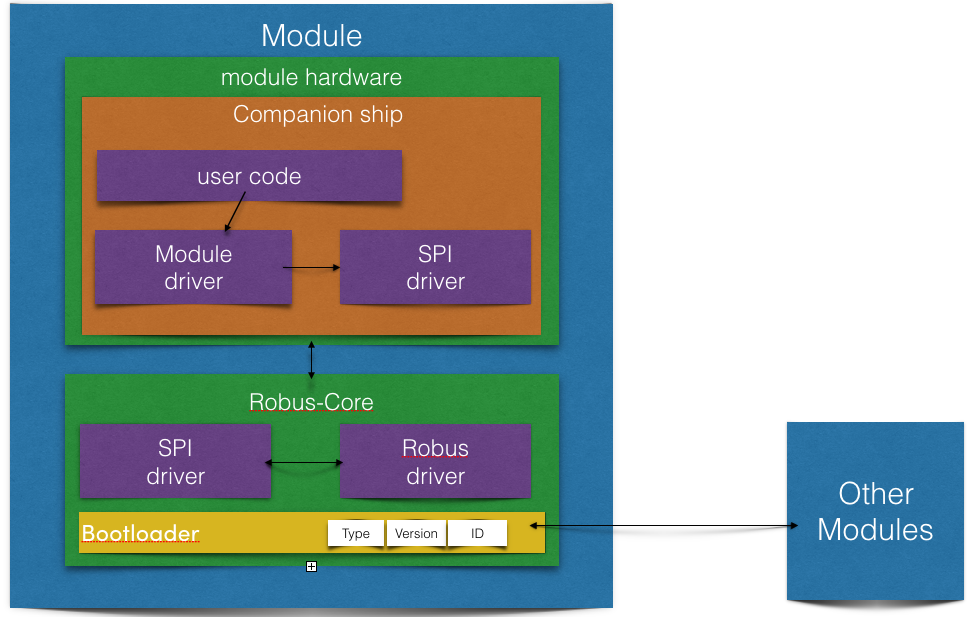 Module
module hardware
Companion ship
user code
Module
driver
SPI
driver
Robus-Core
SPI
driver
Robus
driver
Bootloader
Type
Version
ID
Other
Modules